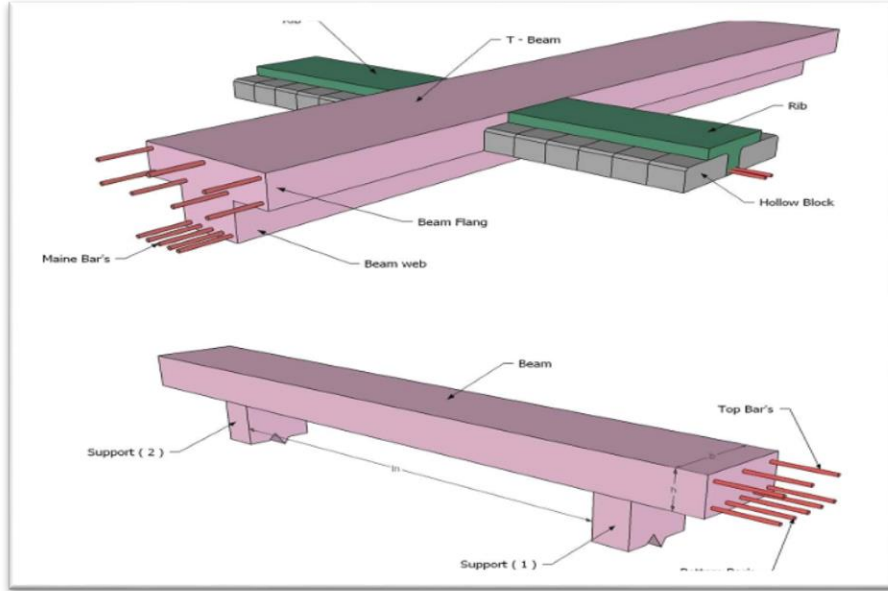 T - Beam
Rib
Hollow Block
Beam Flang
Maine Bar's
Beam web
Beam
Top Bar's
Support ( 2 )
b
ln
h
Support ( 1 )